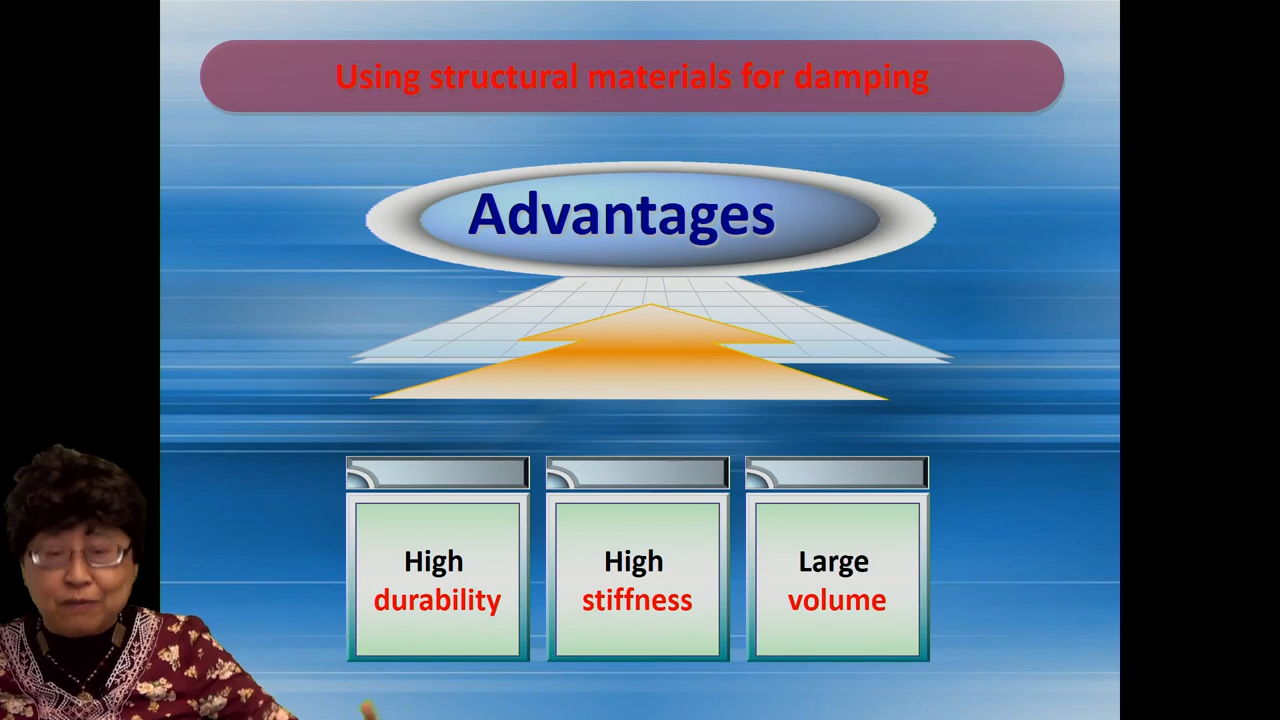 Using structural materials for damping
Advantages
High
durability
High
stiffness
Large
volume